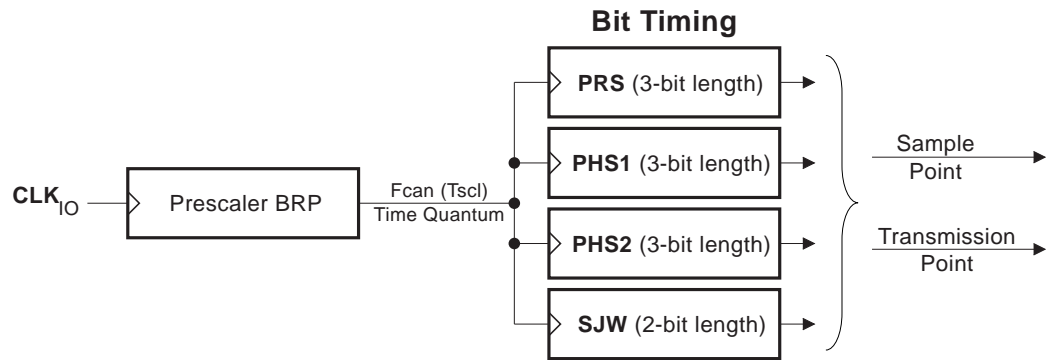 Bit Timing
PRS (3-bit length)
PHS1 (3-bit length)
PHS2 (3-bit length)
SJW (2-bit length)
CLKIO
Prescaler BRP
Fcan (Tscl)
Time Quantum
Sample
Point
Transmission
Point